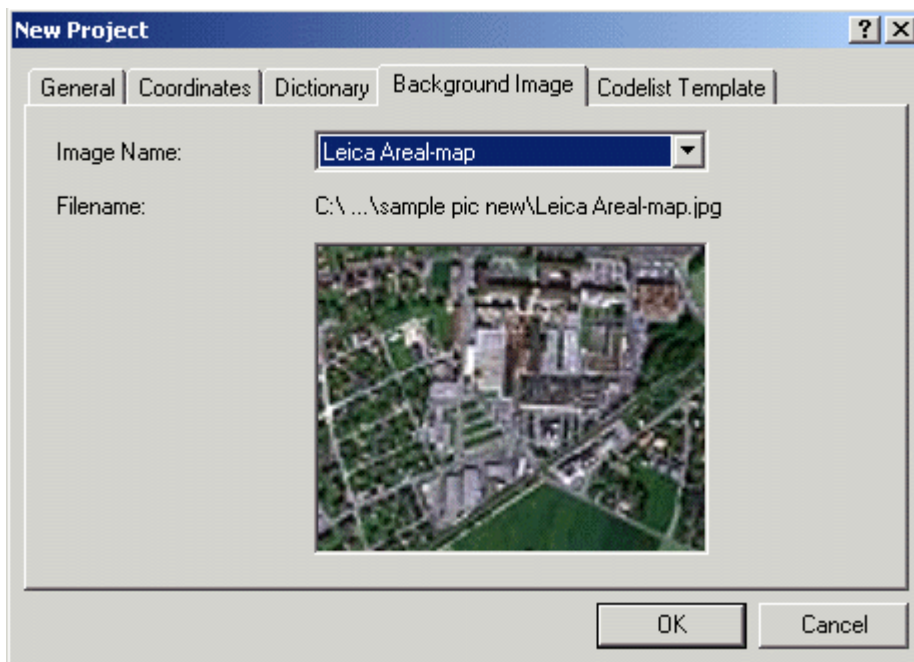 New Project
General Coordinates Dictionary Background Image Codelist Template
Image Name: Leica Areal-map
Filename: C:\ ...\sample pic new\Leica Areal-map.jpg
OK Cancel